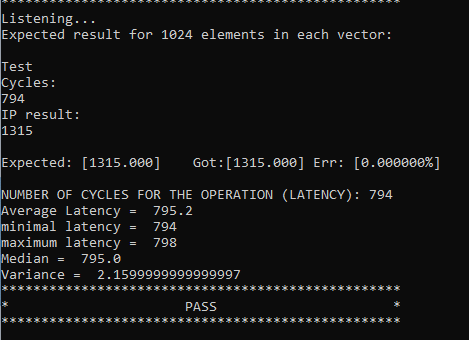 **************************************************
Listening...
Expected result for 1024 elements in each vector:
Test
Cycles:
794
IP result:
1315
Expected: [1315.000]    Got:[1315.000] Err: [0.000000%]
NUMBER OF CYCLES FOR THE OPERATION (LATENCY): 794
Average Latency =  795.2
minimal latency =  794
maximum latency =  798
Median =  795.0
Variance =  2.1599999999999997
**************************************************
*                      PASS                      *
**************************************************